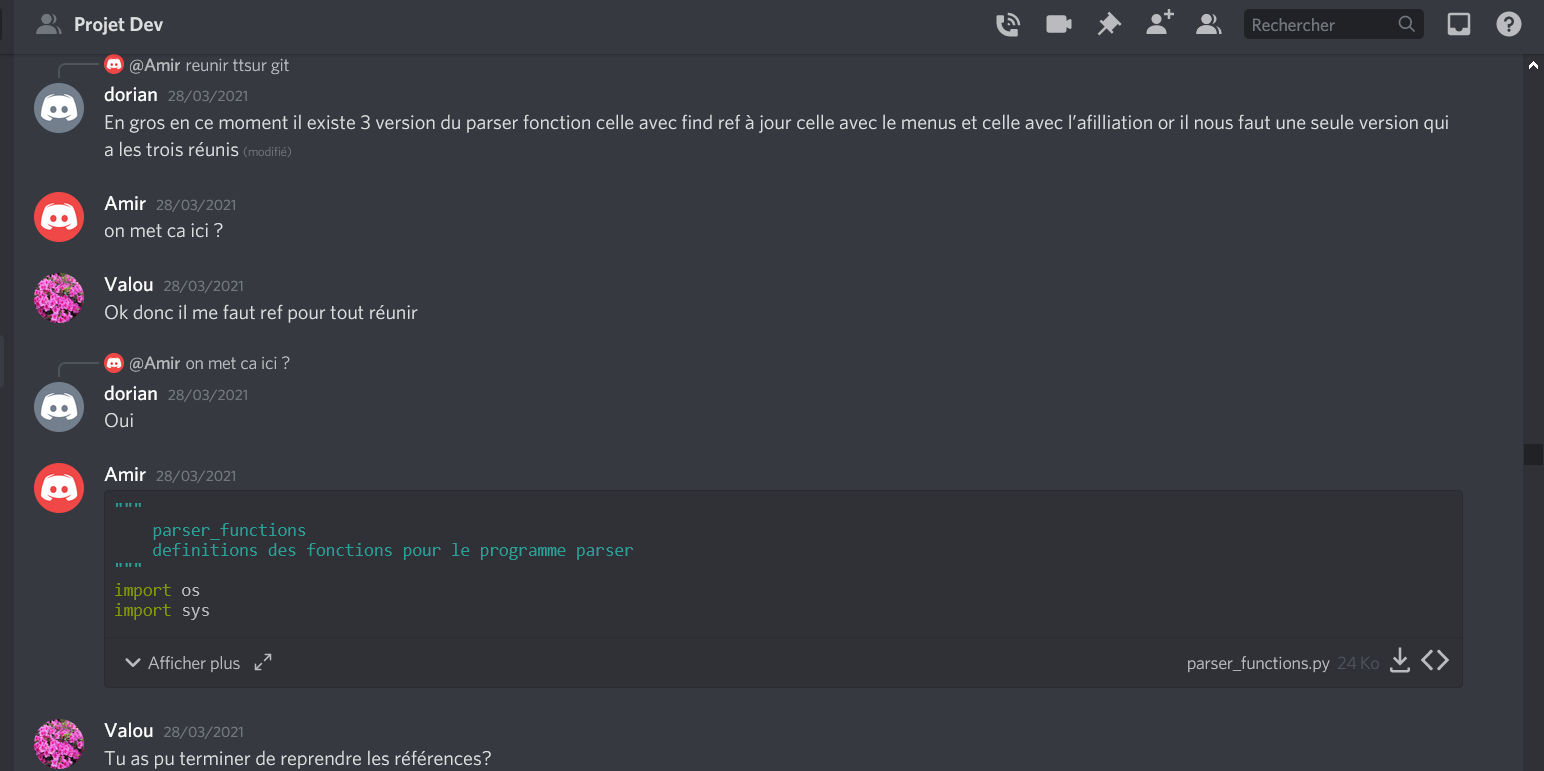 Projet Dev
Rechercher
@Amir reunir ttsur git
dorian 28/03/2021
En gros en ce moment il existe 3 version du parser fonction celle avec find ref à jour celle avec le menus et celle avec l’afilliation or il nous faut une seule version qui
a les trois réunis (modifié)
Amir 28/03/2021
on met ca ici ?
Valou 28/03/2021
Ok donc il me faut ref pour tout réunir
@Amir on met ca ici ?
dorian 28/03/2021
Oui
Amir 28/03/2021
"""
parser_functions
definitions des fonctions pour le programme parser
"""
import os
import sys
Afficher plus
parser_functions.py 24 Ko
Valou 28/03/2021
Tu as pu terminer de reprendre les références?